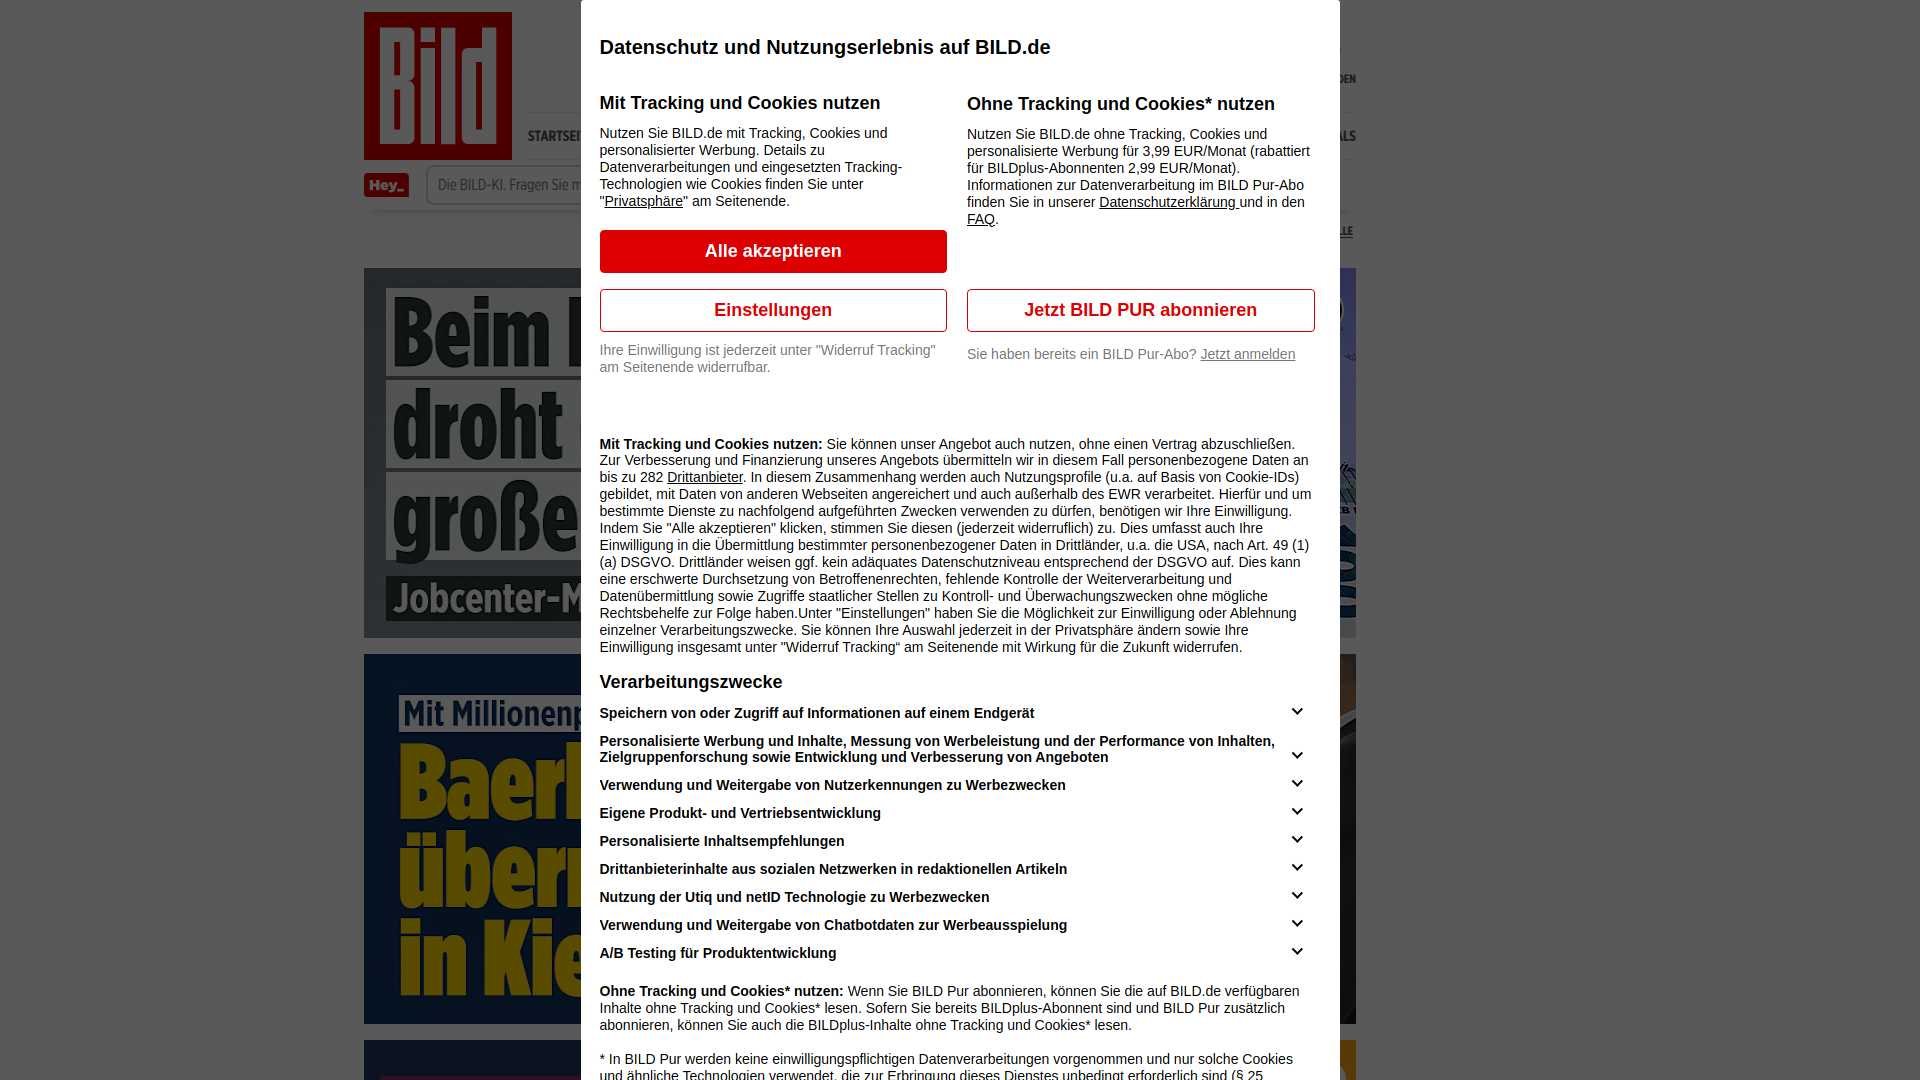 Bild
Datenschutz und Nutzungserlebnis auf BILD.de
Mit Tracking und Cookies nutzen
Nutzen Sie BILD.de mit Tracking, Cookies und
personalisierter Werbung. Details zu
Datenverarbeitungen und eingesetzten Tracking-
Technologien wie Cookies finden Sie unter
"Privatsphäre" am Seitenende.
Alle akzeptieren
Einstellungen
Ihre Einwilligung ist jederzeit unter "Widerruf Tracking"
am Seitenende widerrufbar.
Ohne Tracking und Cookies* nutzen
Nutzen Sie BILD.de ohne Tracking, Cookies und
personalisierte Werbung für 3,99 EUR/Monat (rabattiert
für BILDplus-Abonnenten 2,99 EUR/Monat).
Informationen zur Datenverarbeitung im BILD Pur-Abo
finden Sie in unserer Datenschutzerklärung und in den
FAQ.
Jetzt BILD PUR abonnieren
Sie haben bereits ein BILD Pur-Abo? Jetzt anmelden
Mit Tracking und Cookies nutzen: Sie können unser Angebot auch nutzen, ohne einen Vertrag abzuschließen.
Zur Verbesserung und Finanzierung unseres Angebots übermitteln wir in diesem Fall personenbezogene Daten an
bis zu 282 Drittanbieter. In diesem Zusammenhang werden auch Nutzungsprofile (u.a. auf Basis von Cookie-IDs)
gebildet, mit Daten von anderen Webseiten angereichert und auch außerhalb des EWR verarbeitet. Hierfür und um
bestimmte Dienste zu nachfolgend aufgeführten Zwecken verwenden zu dürfen, benötigen wir Ihre Einwilligung.
Indem Sie "Alle akzeptieren" klicken, stimmen Sie diesen (jederzeit widerruflich) zu. Dies umfasst auch Ihre
Einwilligung in die Übermittlung bestimmter personenbezogener Daten in Drittländer, u.a. die USA, nach Art. 49 (1)
(a) DSGVO. Drittländer weisen ggf. kein adäquates Datenschutzniveau entsprechend der DSGVO auf. Dies kann
eine erschwerte Durchsetzung von Betroffenenrechten, fehlende Kontrolle der Weiterverarbeitung und
Datenübermittlung sowie Zugriffe staatlicher Stellen zu Kontroll- und Überwachungszwecken ohne mögliche
Rechtsbehelfe zur Folge haben.Unter "Einstellungen" haben Sie die Möglichkeit zur Einwilligung oder Ablehnung
einzelner Verarbeitungszwecke. Sie können Ihre Auswahl jederzeit in der Privatsphäre ändern sowie Ihre
Einwilligung insgesamt unter "Widerruf Tracking“ am Seitenende mit Wirkung für die Zukunft widerrufen.
Verarbeitungszwecke
Speichern von oder Zugriff auf Informationen auf einem Endgerät
Personalisierte Werbung und Inhalte, Messung von Werbeleistung und der Performance von Inhalten,
Zielgruppenforschung sowie Entwicklung und Verbesserung von Angeboten
Verwendung und Weitergabe von Nutzerkennungen zu Werbezwecken
Eigene Produkt- und Vertriebsentwicklung
Personalisierte Inhaltsempfehlungen
Drittanbieterinhalte aus sozialen Netzwerken in redaktionellen Artikeln
Nutzung der Utiq und netID Technologie zu Werbezwecken
Verwendung und Weitergabe von Chatbotdaten zur Werbeausspielung
A/B Testing für Produktentwicklung
Ohne Tracking und Cookies* nutzen: Wenn Sie BILD Pur abonnieren, können Sie die auf BILD.de verfügbaren
Inhalte ohne Tracking und Cookies* lesen. Sofern Sie bereits BILDplus-Abonnent sind und BILD Pur zusätzlich
abonnieren, können Sie auch die BILDplus-Inhalte ohne Tracking und Cookies* lesen.
* In BILD Pur werden keine einwilligungspflichtigen Datenverarbeitungen vorgenommen und nur solche Cookies
und ähnliche Technologien verwendet, die zur Erbringung dieses Dienstes unbedingt erforderlich sind (§ 25
STARTSEI
Hey_
Die BILD-KI. Fragen Sie m
Beim
droht
große
Jobcenter-M
Mit Millionenp
Baer
über
in Kie